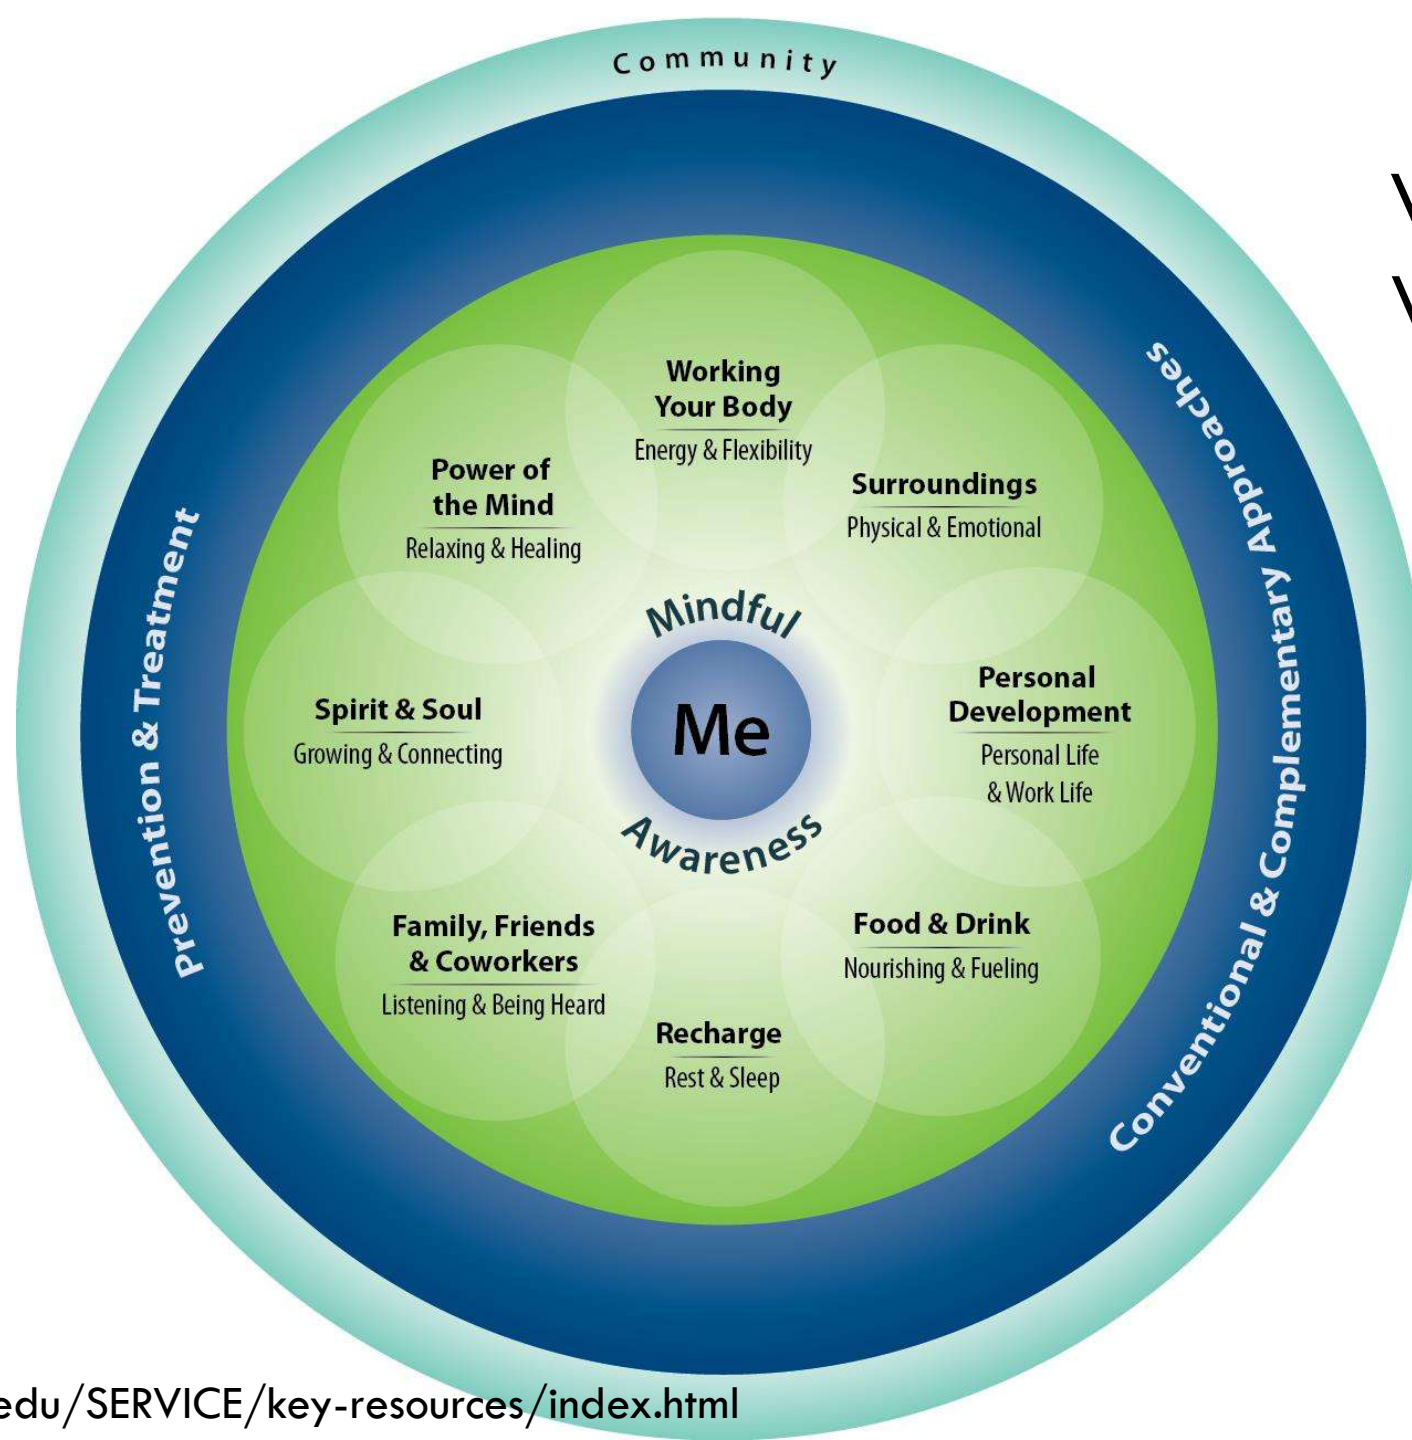 Community
Prevention & Treatment
Conventional & Complementary Approaches
Working
Your Body
Energy & Flexibility
Surroundings
Physical & Emotional
Personal
Development
Personal Life
& Work Life
Food & Drink
Nourishing & Fueling
Recharge
Rest & Sleep
Family, Friends
& Coworkers
Listening & Being Heard
Spirit & Soul
Growing & Connecting
Power of
the Mind
Relaxing & Healing
Mindful
Me
Awareness
edu/SERVICE/key-resources/index.html